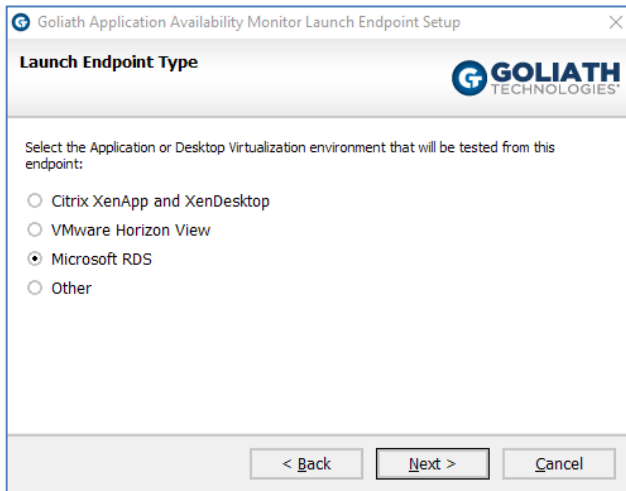 Goliath Application Availability Monitor Launch Endpoint Setup
Launch Endpoint Type
GOLIATH
TECHNOLOGIES
Select the Application or Desktop Virtualization environment that will be tested from this
endpoint:
Citrix XenApp and XenDesktop
VMware Horizon View
Microsoft RDS
Other
< Back Next > Cancel